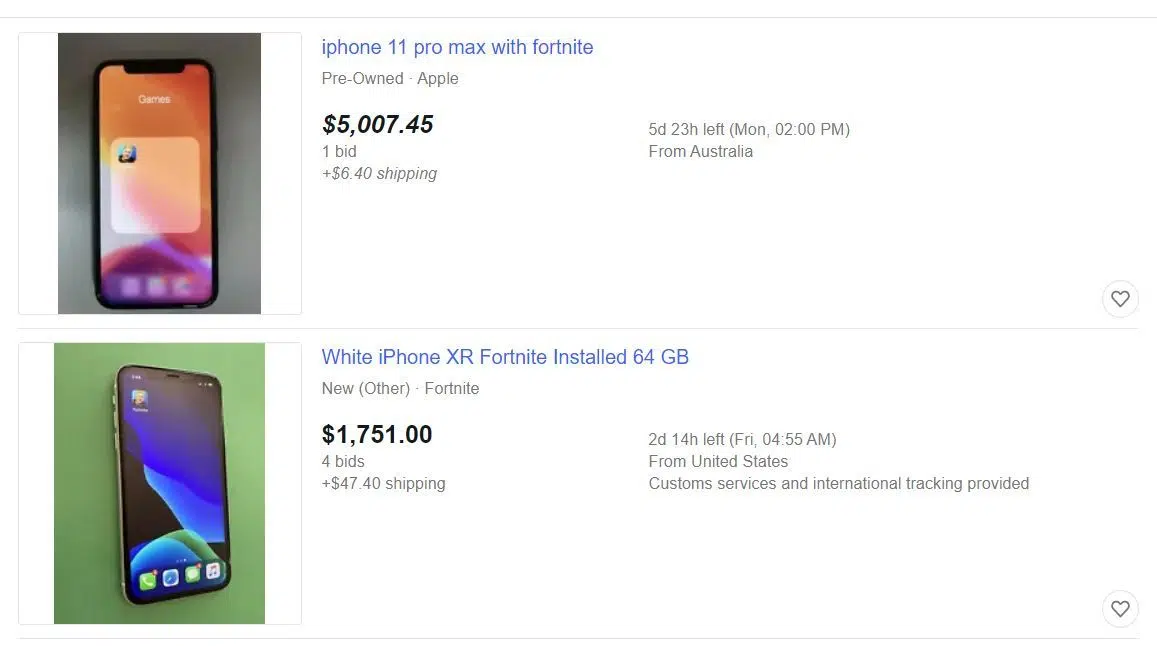 Games
iphone 11 pro max with fortnite
Pre-Owned · Apple
$5,007.45
1 bid
+$6.40 shipping
5d 23h left (Mon, 02:00 PM)
From Australia
White iPhone XR Fortnite Installed 64 GB
New (Other) · Fortnite
$1,751.00
4 bids
+$47.40 shipping
2d 14h left (Fri, 04:55 AM)
From United States
Customs services and international tracking provided